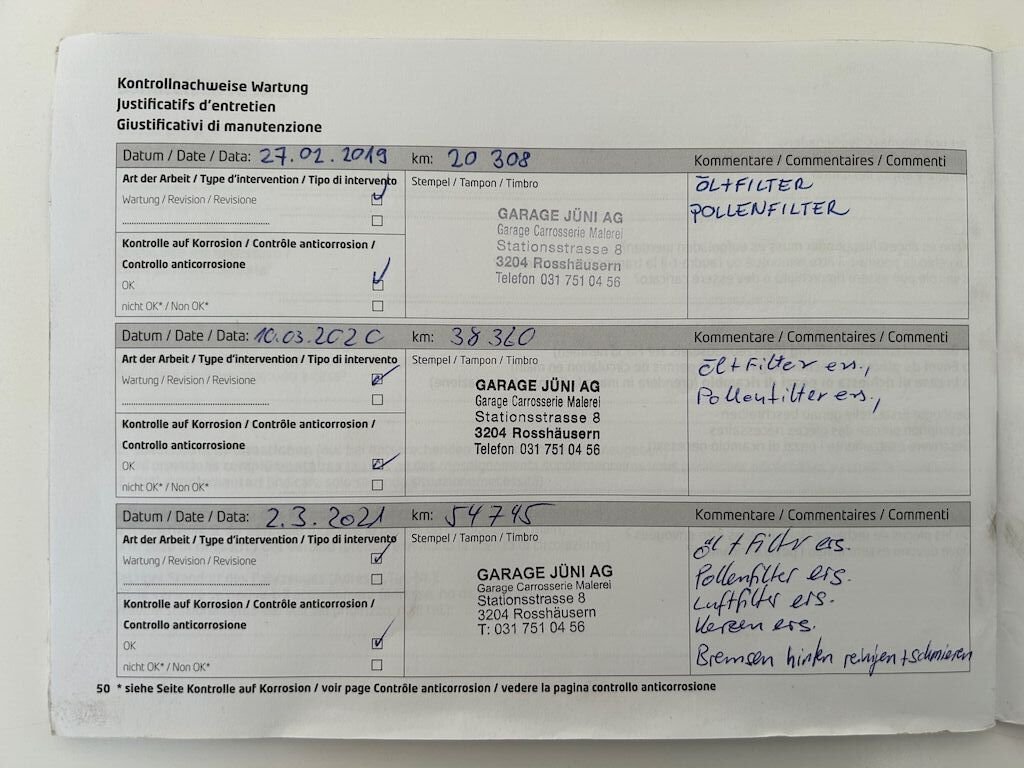 Kontrollnachweise Wartung
Justificatifs d'entretien
Giustificativi di manutenzione
Datum / Date / Data: 27.02.2019 km: 20 308 Kommentare / Commentaires / Commenti
Art der Arbeit / Type d'intervention / Tipo di intervento Stempel / Tampon / Timbro ÖL+FILTER
Wartung / Revision / Revisione POLLENFILTER
GARAGE JÜNI AG
Garage Carrosserie Malerei
Kontrolle auf Korrosion / Contrôle anticorrosion / Stationsstrasse 8
Controllo anticorrosione 3204 Rosshäusern
OK Telefon 031 751 04 56
nicht OK* / Non OK*
Datum / Date / Data: 10.03.2020 km: 38 320 Kommentare / Commentaires / Commenti
Art der Arbeit / Type d'intervention / Tipo di intervento Stempel / Tampon / Timbro Öl+Filter ers.,
Wartung / Revision / Revisione GARAGE JÜNI AG Pollenfilter ers.,
Garage Carrosserie Malerei
Kontrolle auf Korrosion / Contrôle anticorrosion / Stationsstrasse 8
Controllo anticorrosione 3204 Rosshäusern
Telefon 031 751 04 56
OK
nicht OK* / Non OK*
Datum / Date / Data: 2.3.2021 km: 54745 Kommentare / Commentaires / Commenti
Art der Arbeit / Type d'intervention / Tipo di intervento Stempel / Tampon / Timbro Öl+Filter ers.
Wartung / Revision / Revisione Pollenfilter ers.
GARAGE JÜNI AG
Garage Carrosserie Malerei Luftfilter ers.
Kontrolle auf Korrosion / Contrôle anticorrosion / Stationsstrasse 8
Controllo anticorrosione 3204 Rosshäusern Kerzen ers.
T: 031 751 04 56
OK Bremsen hinten reinigen+schmieren
nicht OK* / Non OK*
50 * siehe Seite Kontrolle auf Korrosion / voir page Contrôle anticorrosion / vedere la pagina controllo anticorrosione